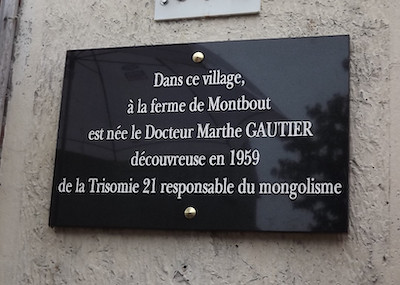 Dans ce village,
à la ferme de Montbout
est née le Docteur Marthe GAUTIER
découvreuse en 1959
de la Trisomie 21 responsable du mongolisme